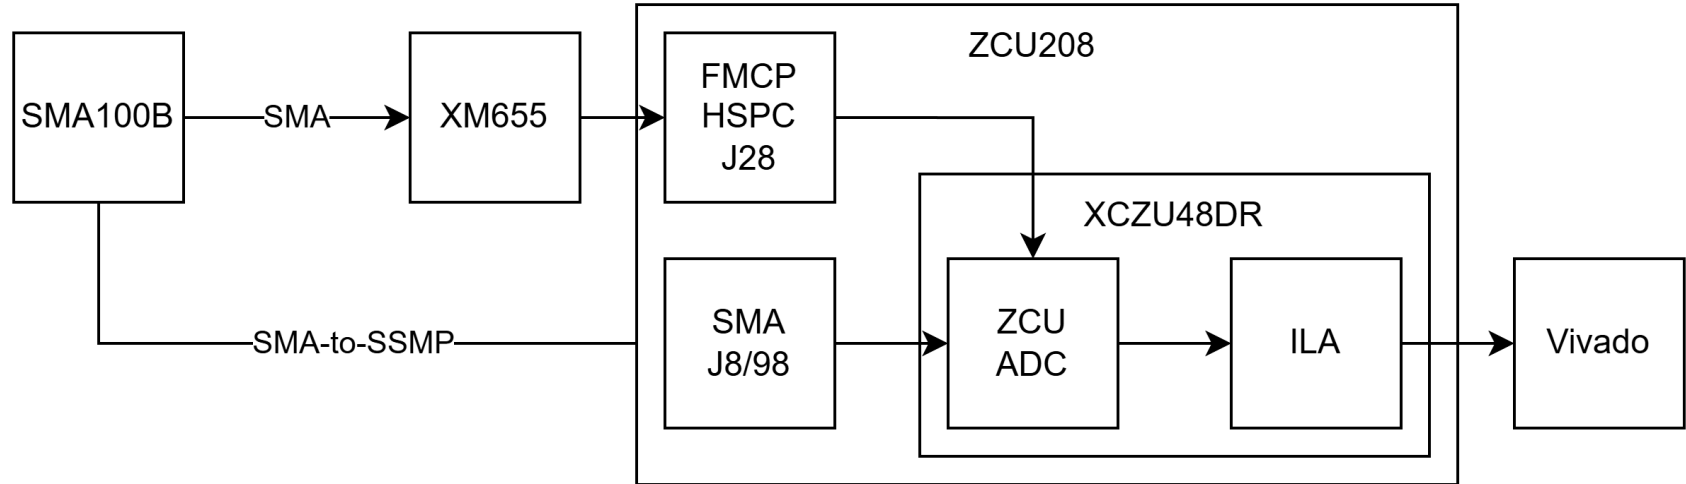 ZCU208
SMA100B
SMA
XM655
FMCP
HSPC
J28
XCZU48DR
SMA-to-SSMP
SMA
J8/98
ZCU
ADC
ILA
Vivado